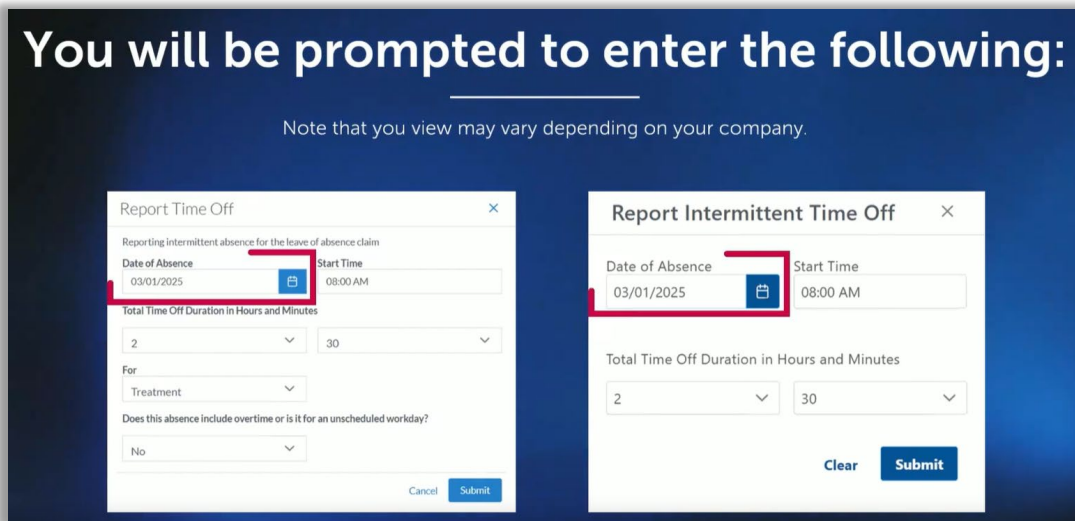 You will be prompted to enter the following:
Note that you view may vary depending on your company.
Report Time Off
Reporting intermittent absence for the leave of absence claim
Date of Absence
Start Time
03/01/2025
08:00 AM
Total Time Off Duration in Hours and Minutes
2
30
For
Treatment
Does this absence include overtime or is it for an unscheduled workday?
No
Cancel
Submit
Report Intermittent Time Off
Date of Absence
Start Time
03/01/2025
08:00 AM
Total Time Off Duration in Hours and Minutes
2
30
Clear
Submit